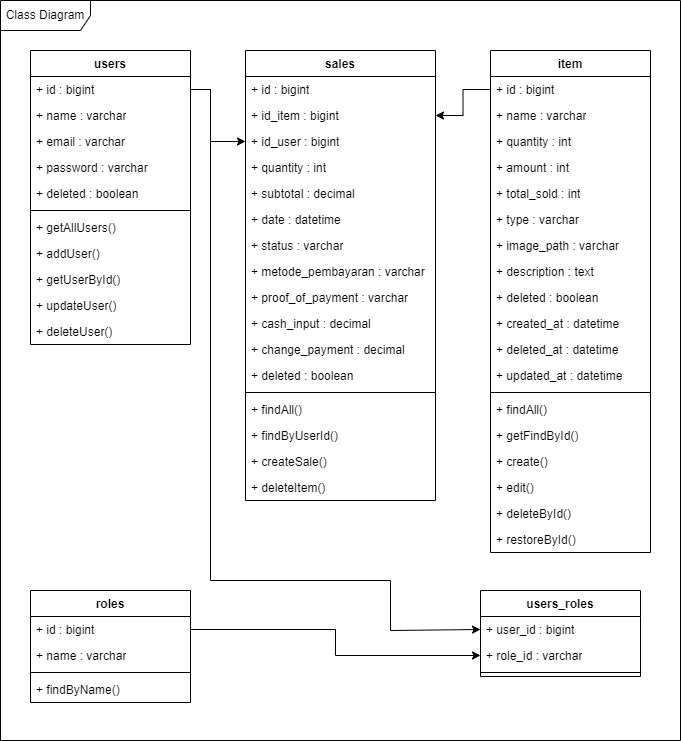 Class Diagram
users
+ id : bigint
+ name : varchar
+ email : varchar
+ password : varchar
+ deleted : boolean
+ getAllUsers()
+ addUser()
+ getUserById()
+ updateUser()
+ deleteUser()
sales
+ id : bigint
+ id_item : bigint
+ id_user : bigint
+ quantity : int
+ subtotal : decimal
+ date : datetime
+ status : varchar
+ metode_pembayaran : varchar
+ proof_of_payment : varchar
+ cash_input : decimal
+ change_payment : decimal
+ deleted : boolean
+ findAll()
+ findByUserId()
+ createSale()
+ deleteItem()
item
+ id : bigint
+ name : varchar
+ quantity : int
+ amount : int
+ total_sold : int
+ type : varchar
+ image_path : varchar
+ description : text
+ deleted : boolean
+ created_at : datetime
+ deleted_at : datetime
+ updated_at : datetime
+ findAll()
+ getFindById()
+ create()
+ edit()
+ deleteById()
+ restoreById()
roles
+ id : bigint
+ name : varchar
+ findByName()
users_roles
+ user_id : bigint
+ role_id : varchar